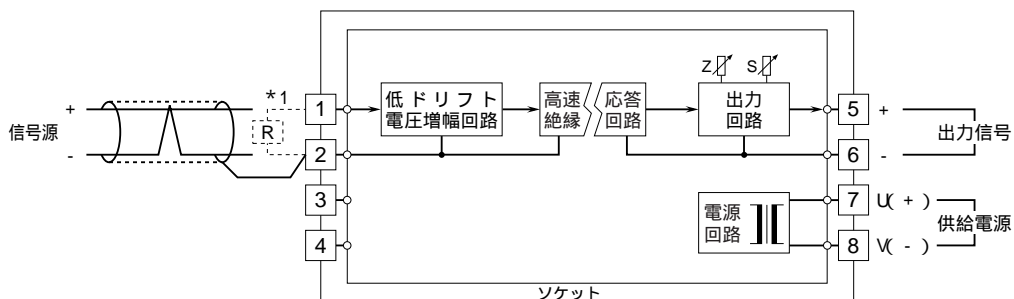 信号源
+
-
*1
R
1
2
3
4
低ドリフト
電圧増幅回路
高速
絶縁
応答
回路
Z
S
出力
回路
電源
回路
5
6
7
8
+
-
U( + )
V( - )
出力信号
供給電源
ソケット